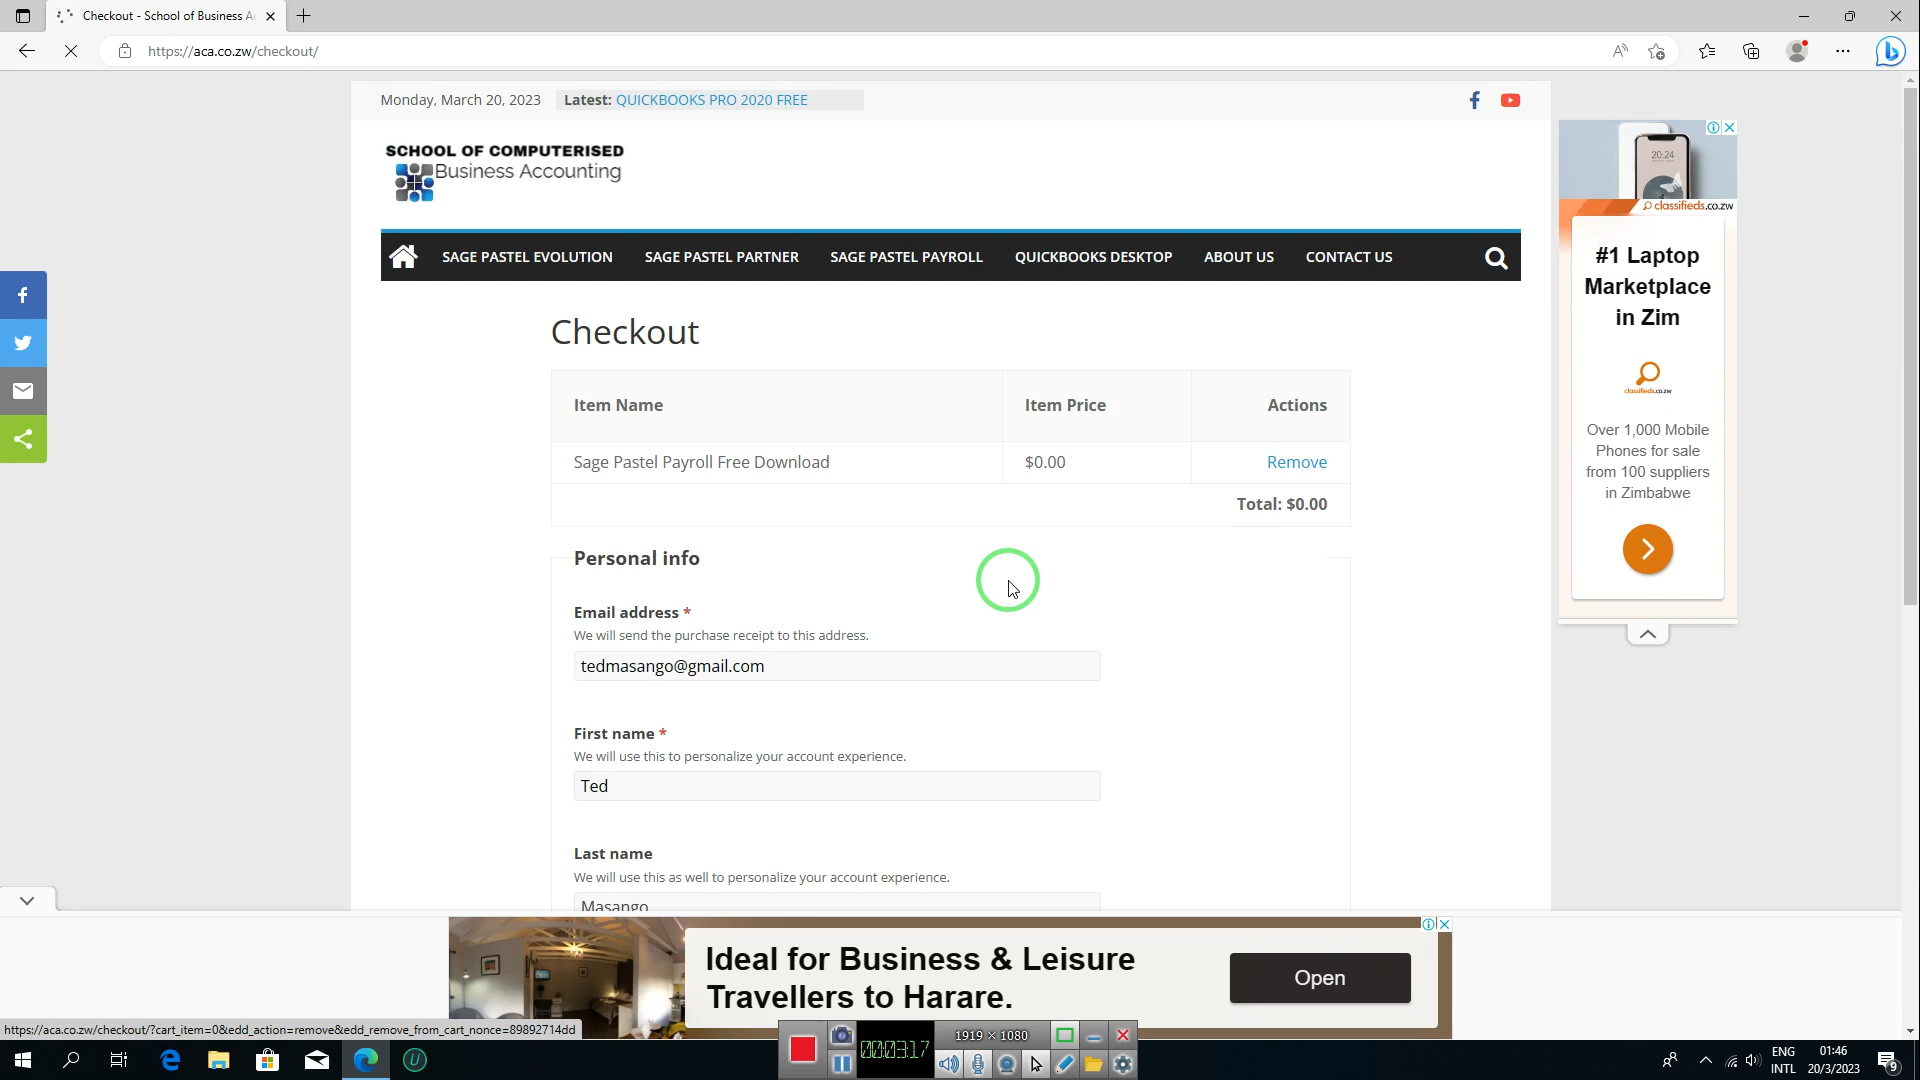 Checkout - School of Business Ac
https://aca.co.zw/checkout/
Monday, March 20, 2023
Latest: QUICKBOOKS PRO 2020 FREE
SCHOOL OF COMPUTERISED
Business Accounting
SAGE PASTEL EVOLUTION
SAGE PASTEL PARTNER
SAGE PASTEL PAYROLL
QUICKBOOKS DESKTOP
ABOUT US
CONTACT US
Checkout
Item Name
Item Price
Actions
Sage Pastel Payroll Free Download
$0.00
Remove
Total: $0.00
Personal info
Email address *
We will send the purchase receipt to this address.
tedmasango@gmail.com
First name *
We will use this to personalize your account experience.
Ted
Last name
We will use this as well to personalize your account experience.
Masango
20:24
classifieds.co.zw
#1 Laptop
Marketplace
in Zim
classifieds.co.zw
Over 1,000 Mobile
Phones for sale
from 100 suppliers
in Zimbabwe
Ideal for Business & Leisure
Travellers to Harare.
Open
https://aca.co.zw/checkout/?cart_item=0&edd_action=remove&edd_remove_from_cart_nonce=89892714dd
1919 × 1080
00:03:17
ENG
INTL
01:46
20/3/2023
9